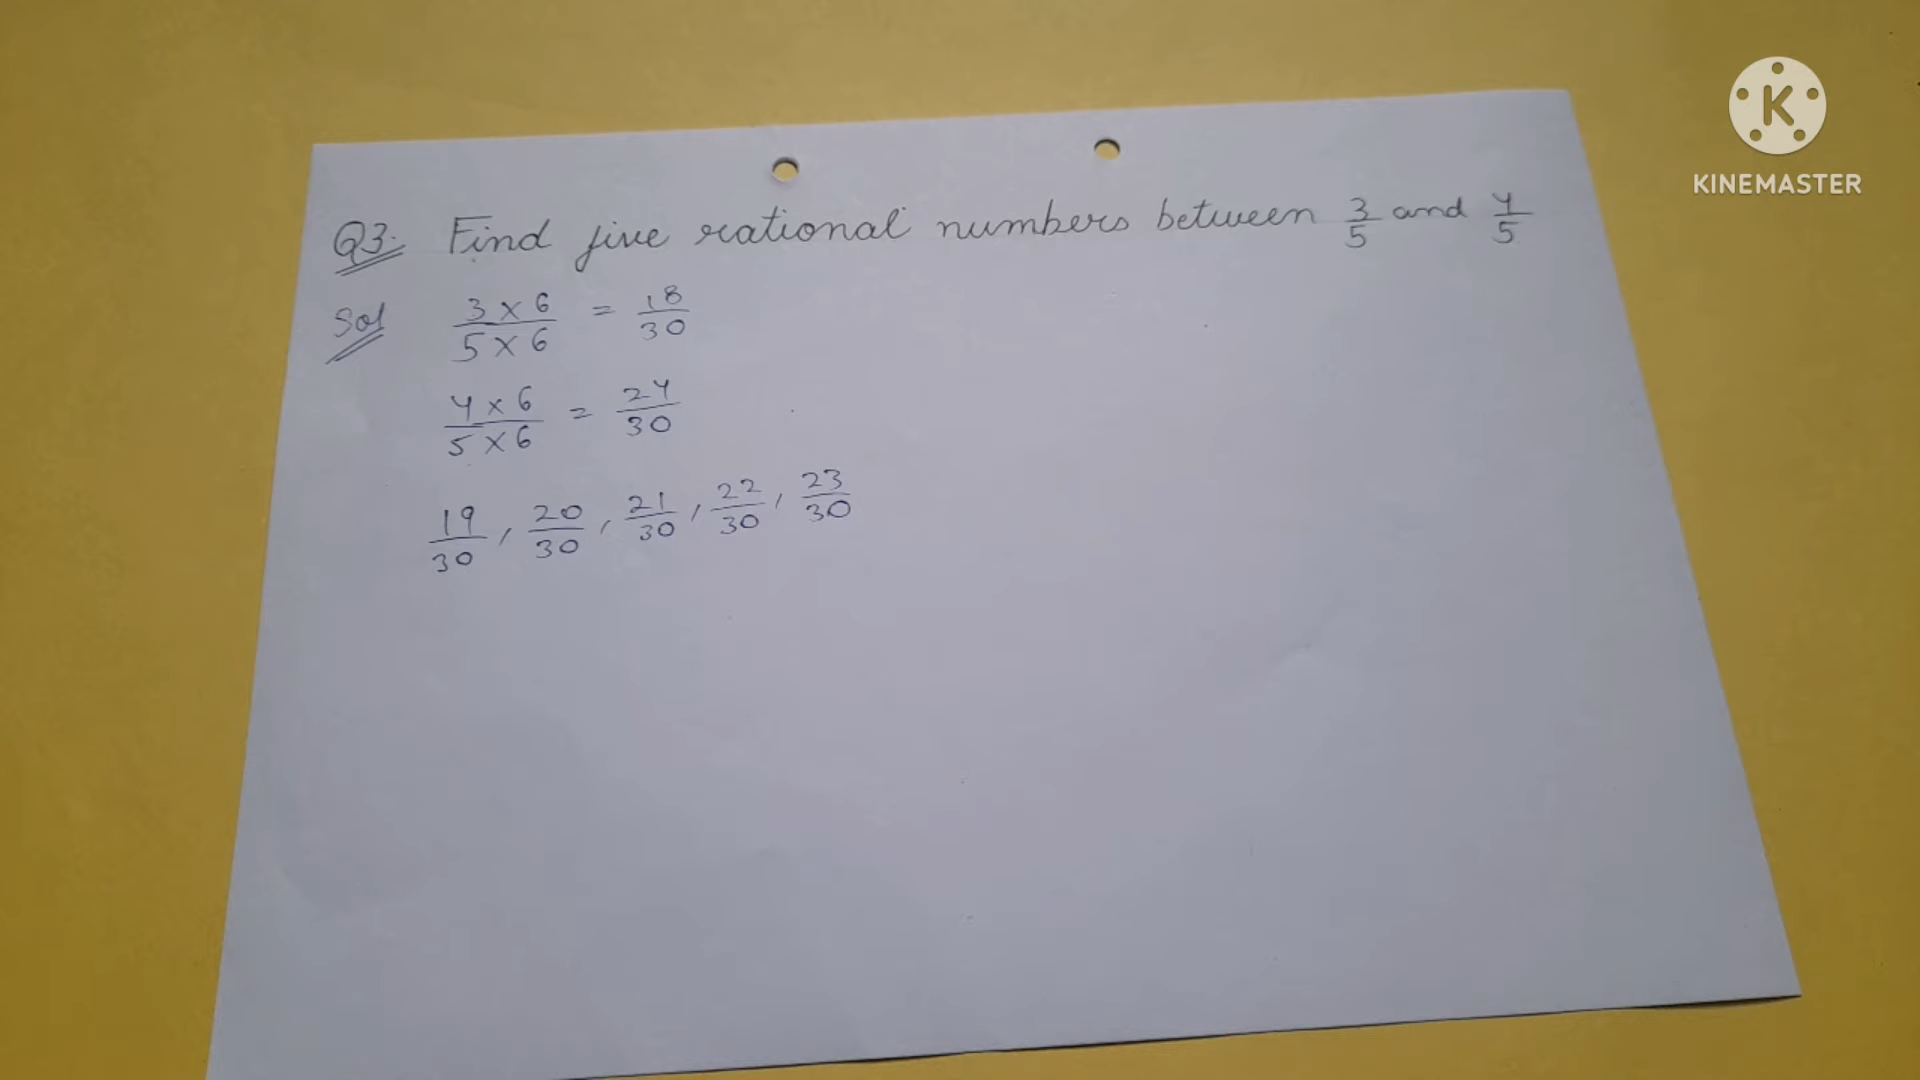 Q3. Find five rational numbers between 3/5 and 4/5
Sol 3 x 6 / 5 x 6 = 18/30
4 x 6 / 5 x 6 = 24/30
19/30, 20/30, 21/30, 22/30, 23/30
K
KINEMASTER